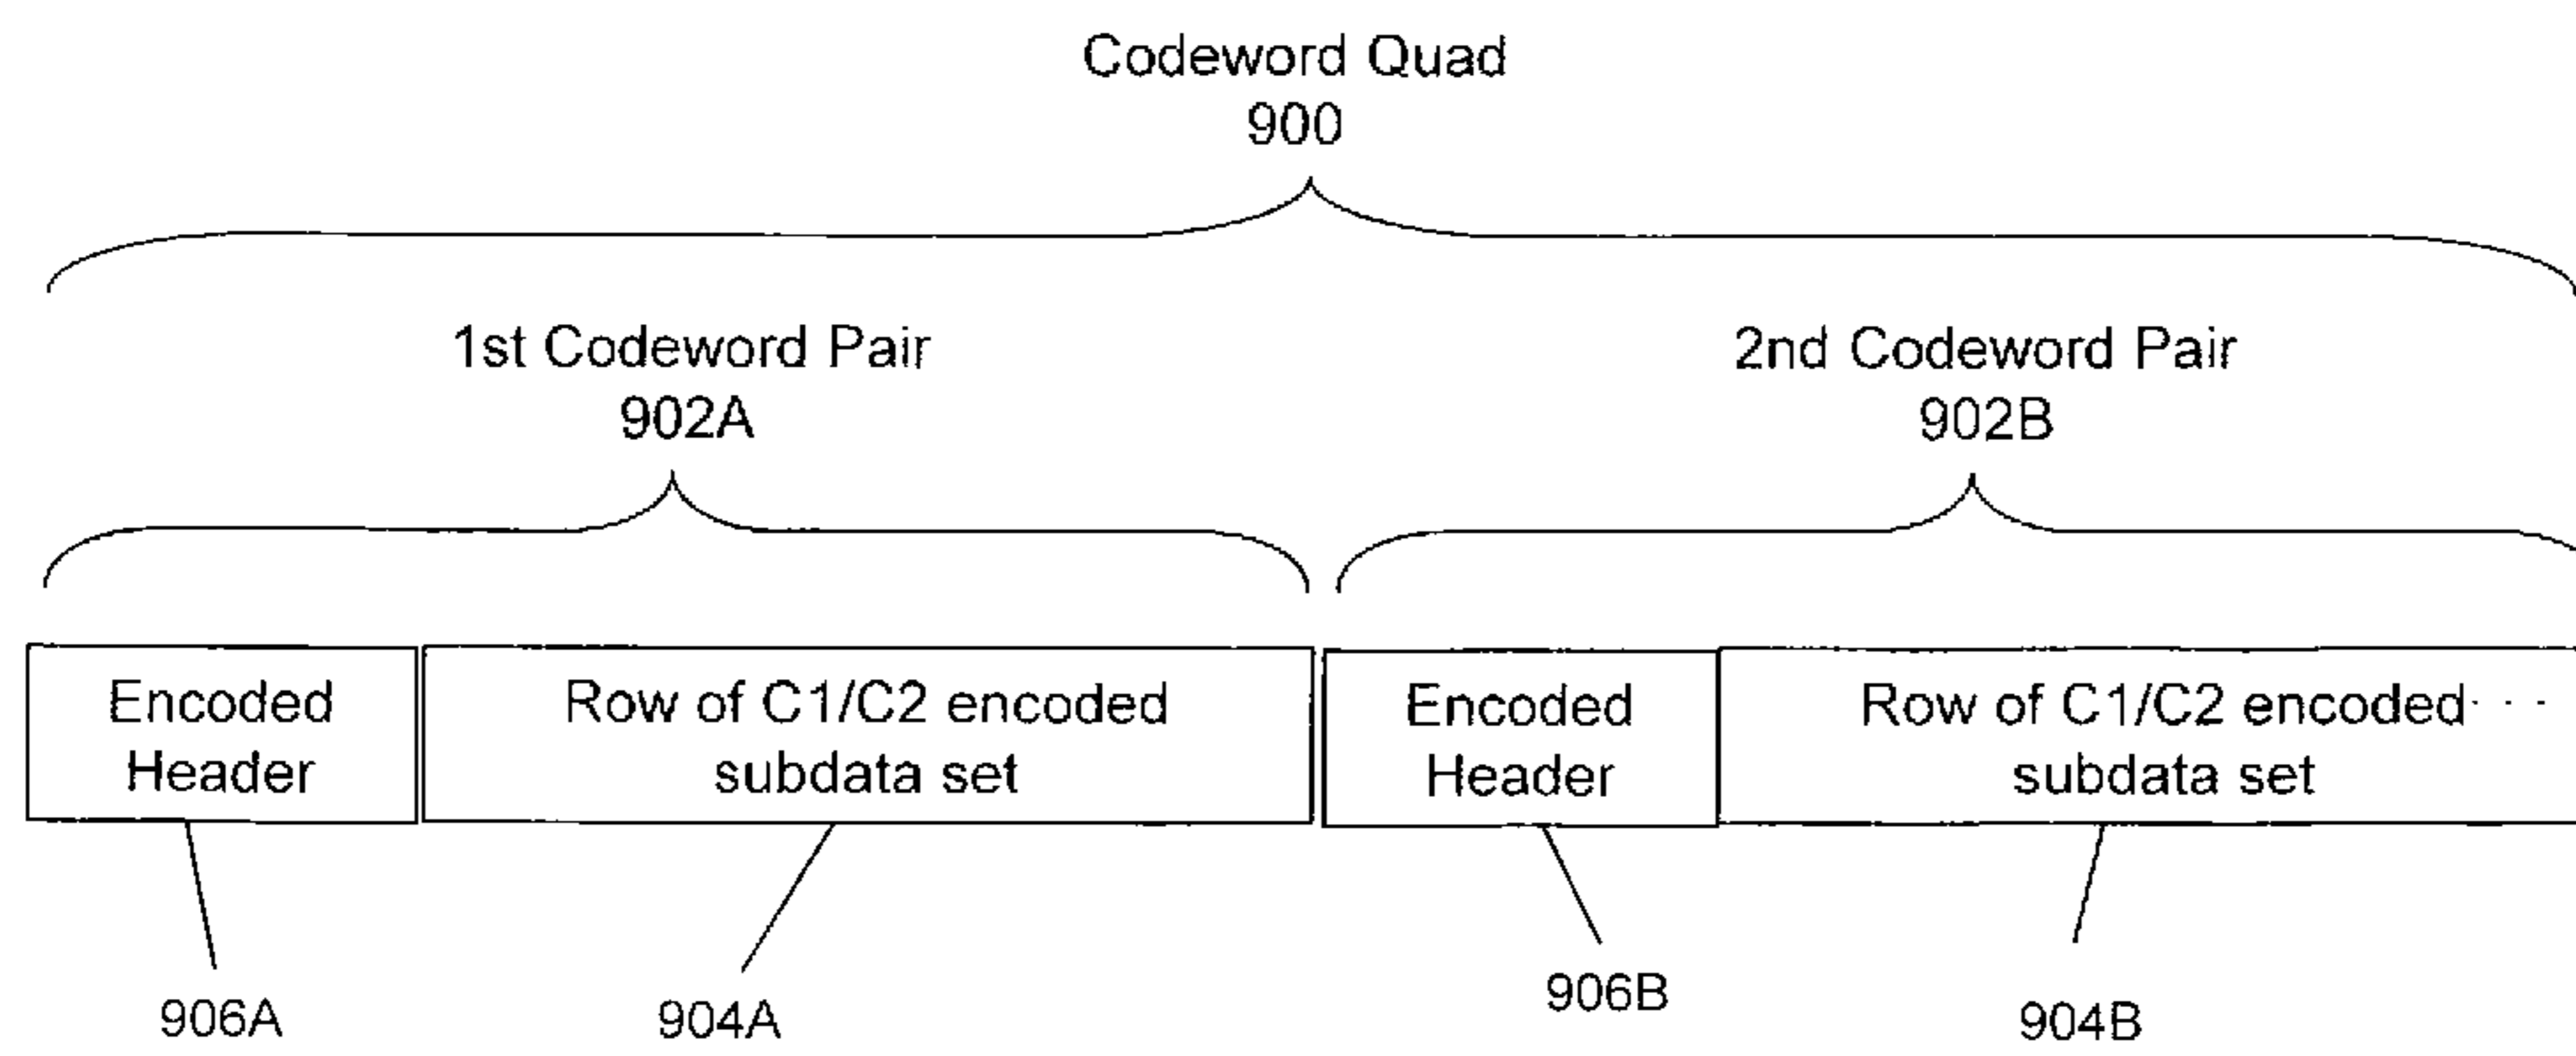 Codeword Quad
900
1st Codeword Pair
902A
2nd Codeword Pair
902B
Encoded
Header
Row of C1/C2 encoded
subdata set
Encoded
Header
Row of C1/C2 encoded
subdata set
906A
904A
906B
904B